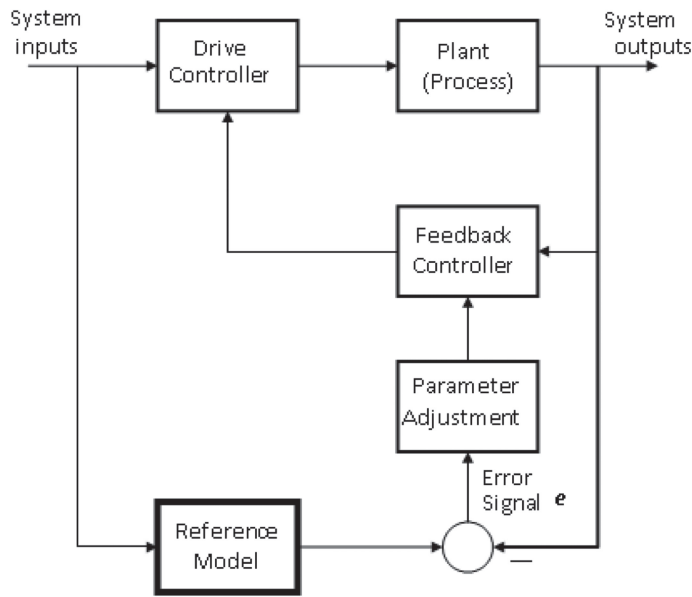 System
inputs
Drive
Controller
Plant
(Process)
System
outputs
Feedback
Controller
Parameter
Adjustment
Error
Signal e
Reference
Model
—